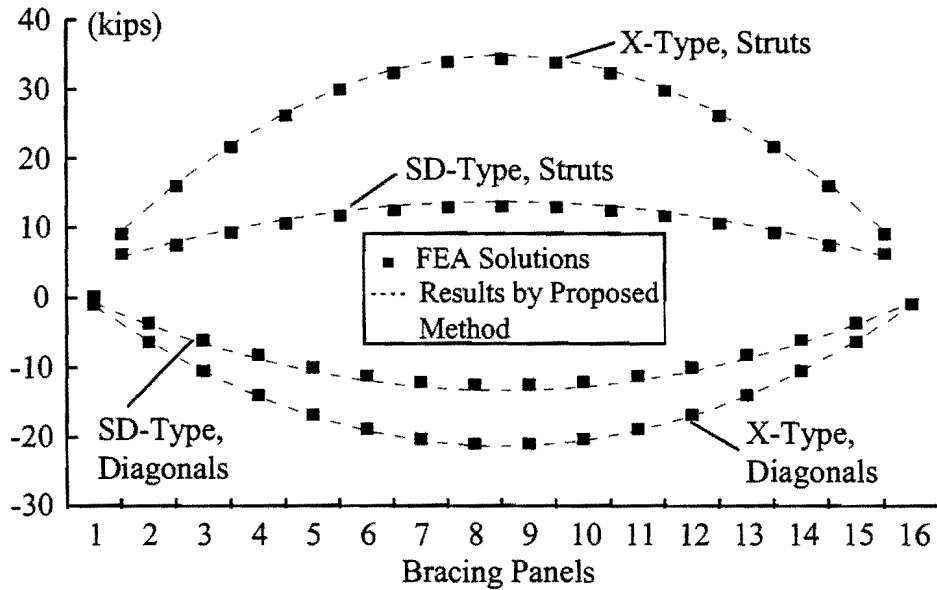 40 (kips)
X-Type, Struts
30
20
SD-Type, Struts
10
FEA Solutions
0
Results by Proposed
Method
-10
SD-Type,
Diagonals
X-Type,
Diagonals
-20
-30
1 2 3 4 5 6 7 8 9 10 11 12 13 14 15 16
Bracing Panels